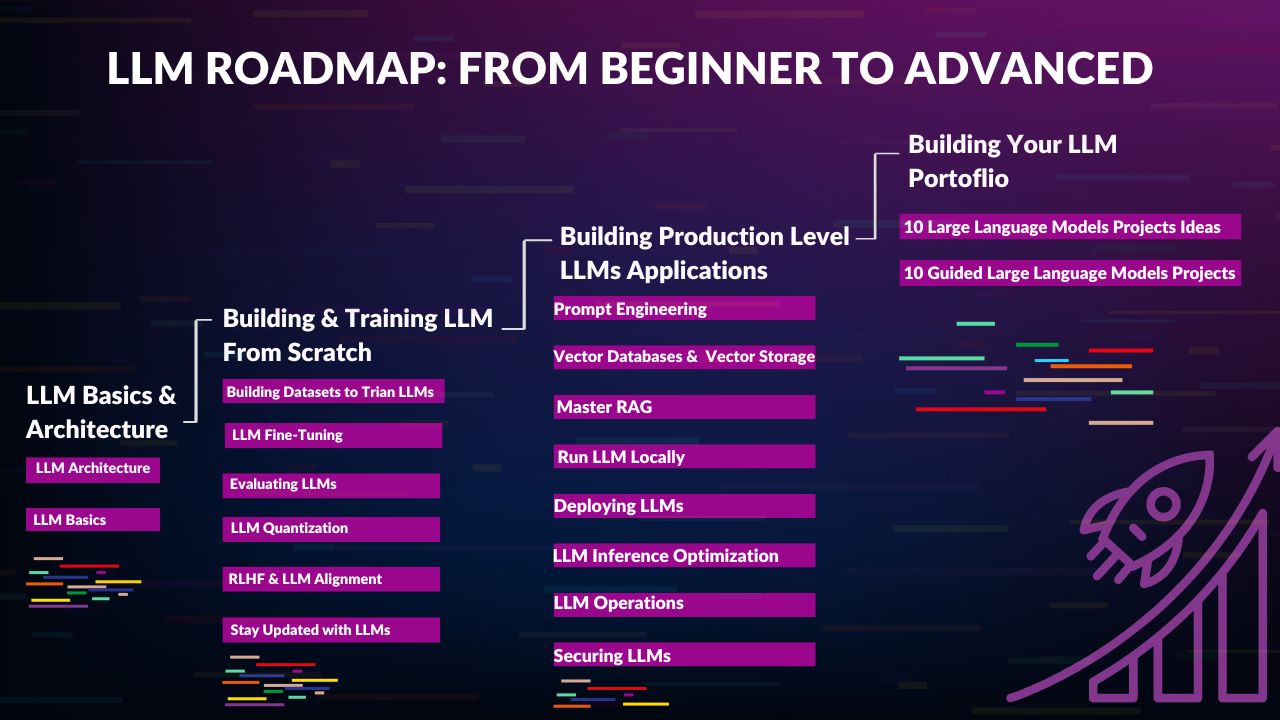 LLM ROADMAP: FROM BEGINNER TO ADVANCED
LLM Basics &
Architecture
LLM Architecture
LLM Basics
Building & Training LLM
From Scratch
Building Datasets to Trian LLMs
LLM Fine-Tuning
Evaluating LLMs
LLM Quantization
RLHF & LLM Alignment
Stay Updated with LLMs
Building Production Level
LLMs Applications
Prompt Engineering
Vector Databases & Vector Storage
Master RAG
Run LLM Locally
Deploying LLMs
LLM Inference Optimization
LLM Operations
Securing LLMs
Building Your LLM
Portoflio
10 Large Language Models Projects Ideas
10 Guided Large Language Models Projects